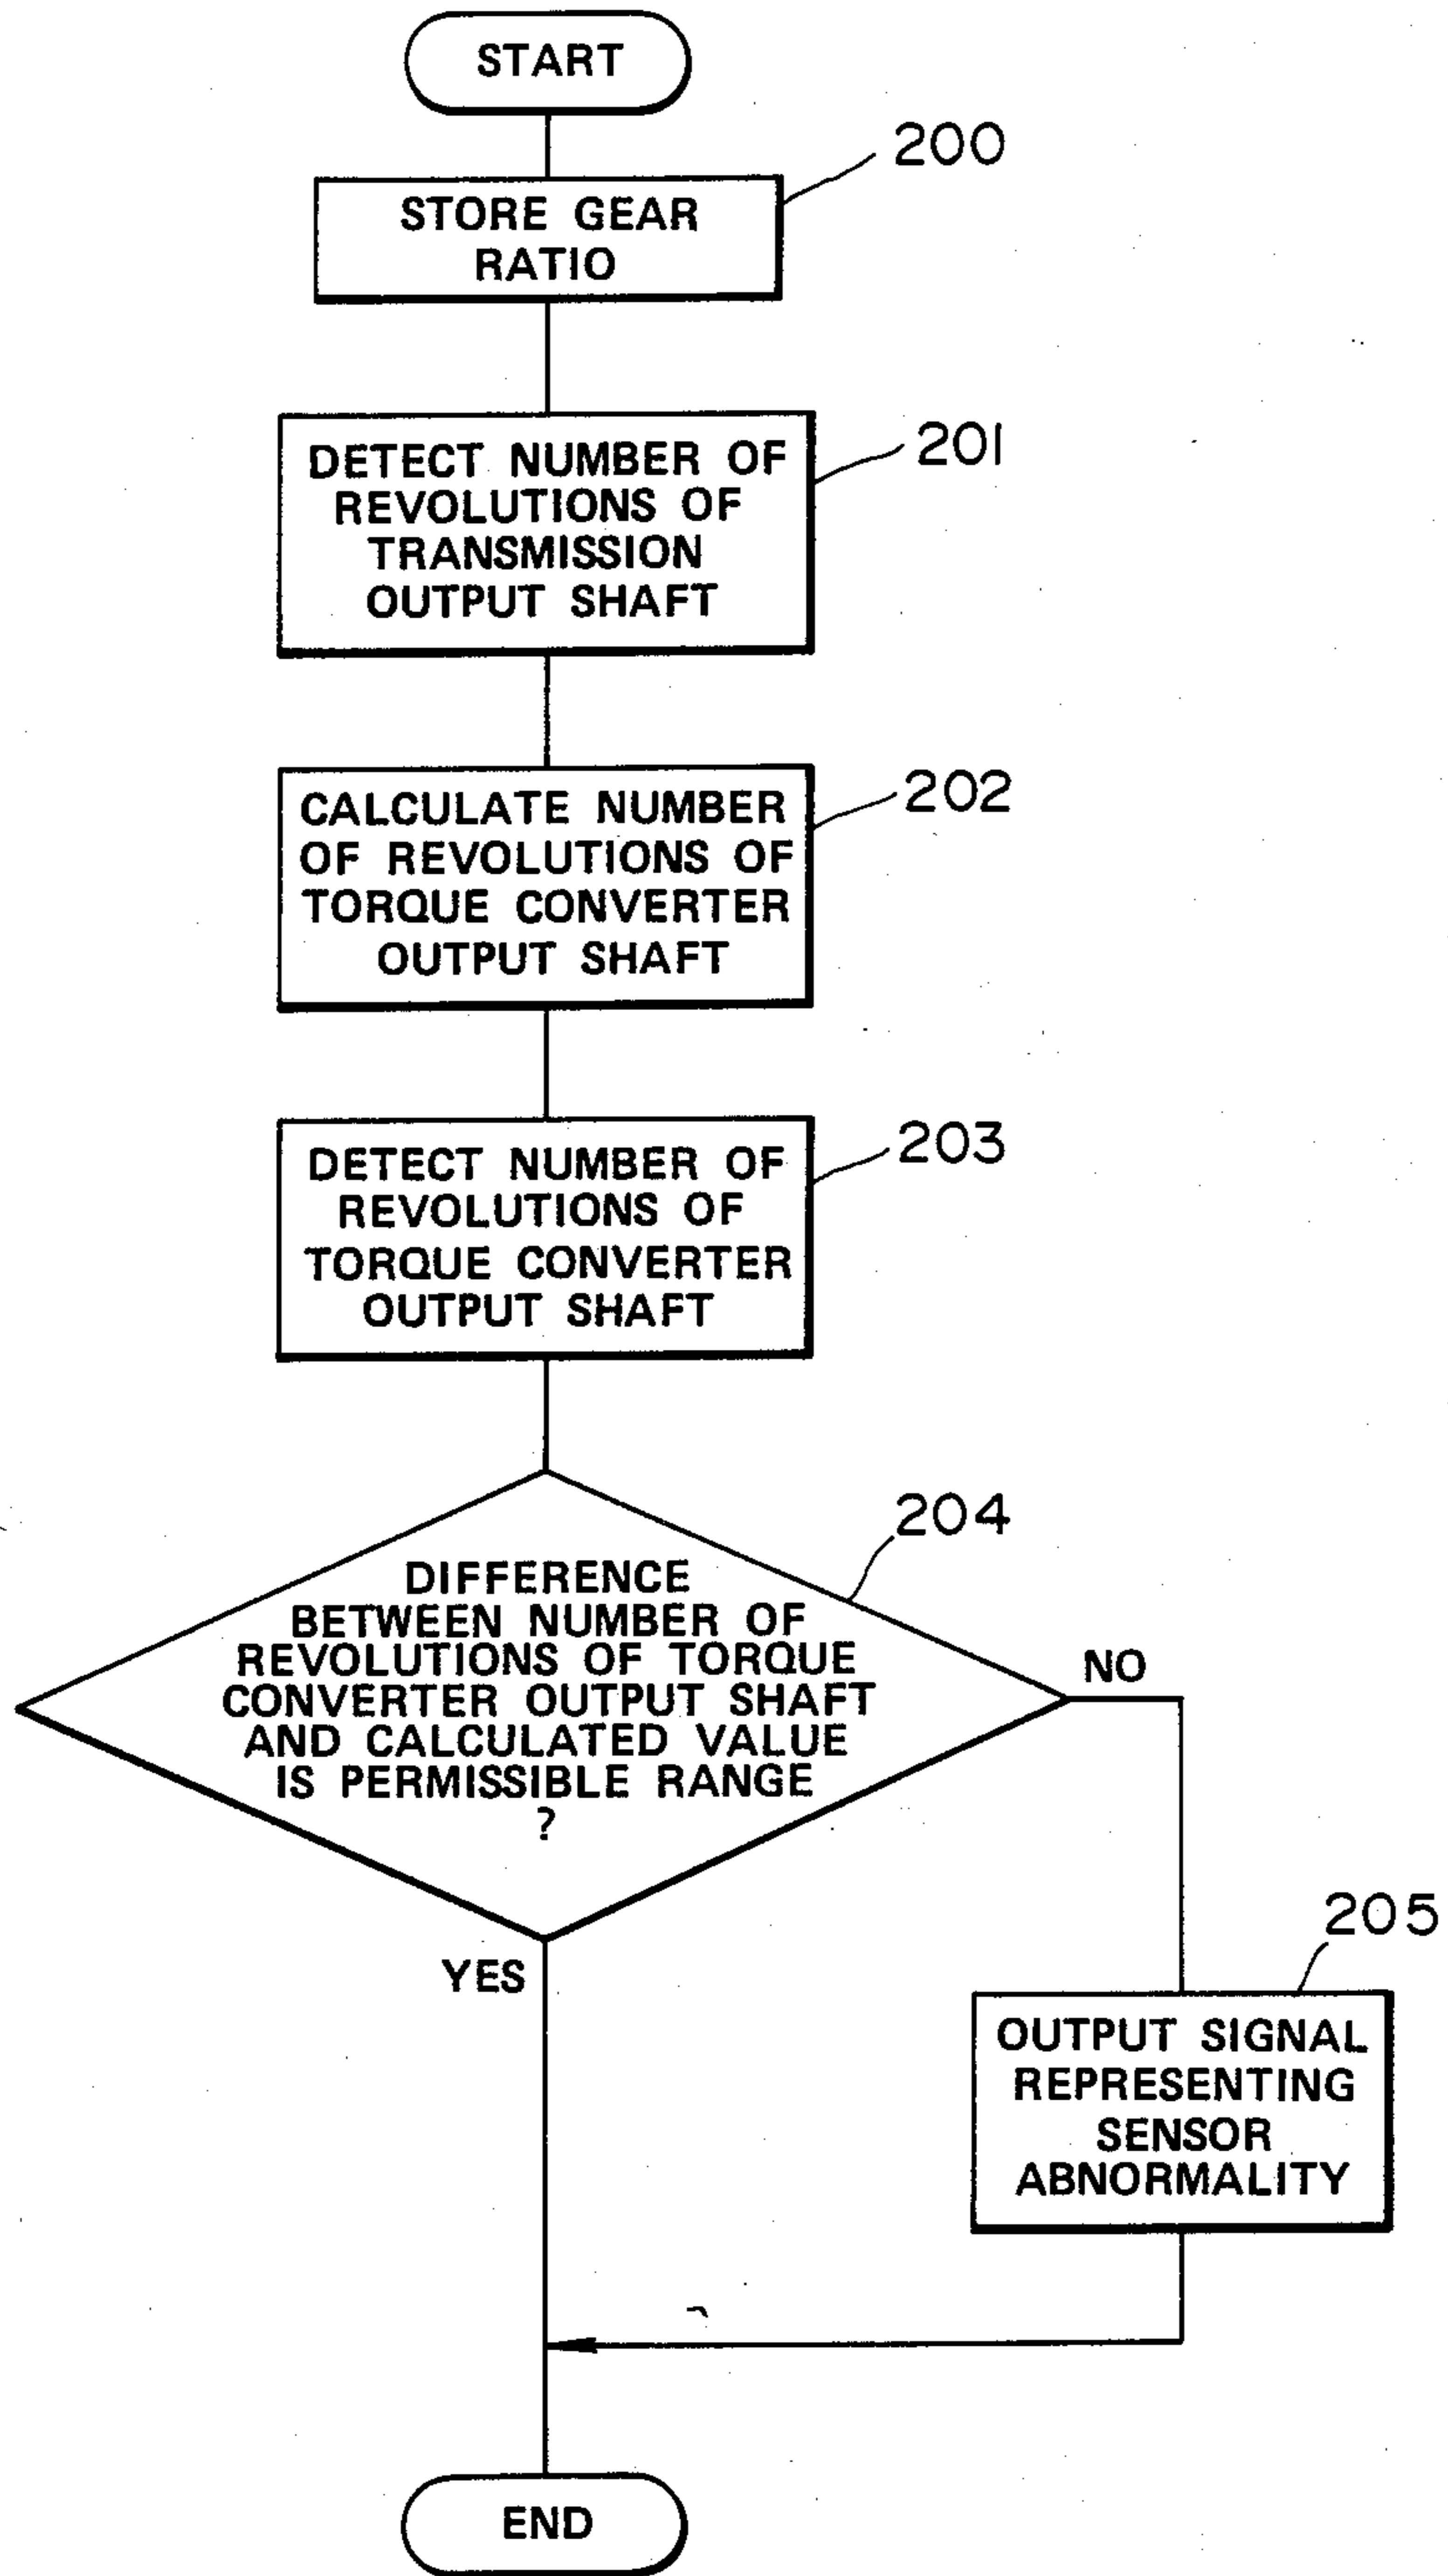 START
200
STORE GEAR
RATIO
201
DETECT NUMBER OF
REVOLUTIONS OF
TRANSMISSION
OUTPUT SHAFT
202
CALCULATE NUMBER
OF REVOLUTIONS OF
TORQUE CONVERTER
OUTPUT SHAFT
203
DETECT NUMBER OF
REVOLUTIONS OF
TORQUE CONVERTER
OUTPUT SHAFT
204
DIFFERENCE
BETWEEN NUMBER OF
REVOLUTIONS OF TORQUE
CONVERTER OUTPUT SHAFT
AND CALCULATED VALUE
IS PERMISSIBLE RANGE
?
NO
YES
205
OUTPUT SIGNAL
REPRESENTING
SENSOR
ABNORMALITY
END